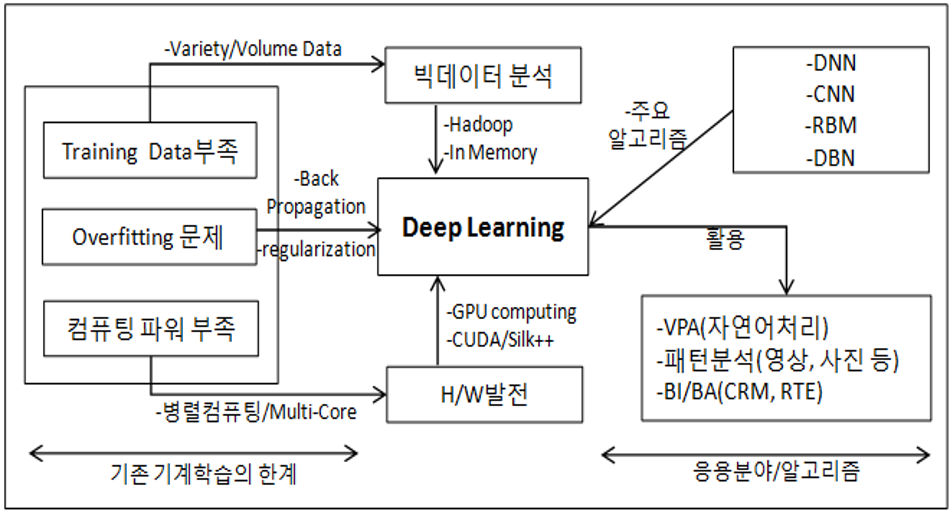 -Variety/Volume Data
빅데이터 분석
-DNN
-CNN
-RBM
-DBN
-주요
알고리즘
-Hadoop
-In Memory
Training Data부족
-Back
Propagation
-regularization
Overfitting 문제
Deep Learning
활용
컴퓨팅 파워 부족
-GPU computing
-CUDA/Silk++
-VPA(자연어처리)
-패턴분석(영상, 사진 등)
-BI/BA(CRM, RTE)
H/W발전
-병렬컴퓨팅/Multi-Core
기존 기계학습의 한계
응용분야/알고리즘